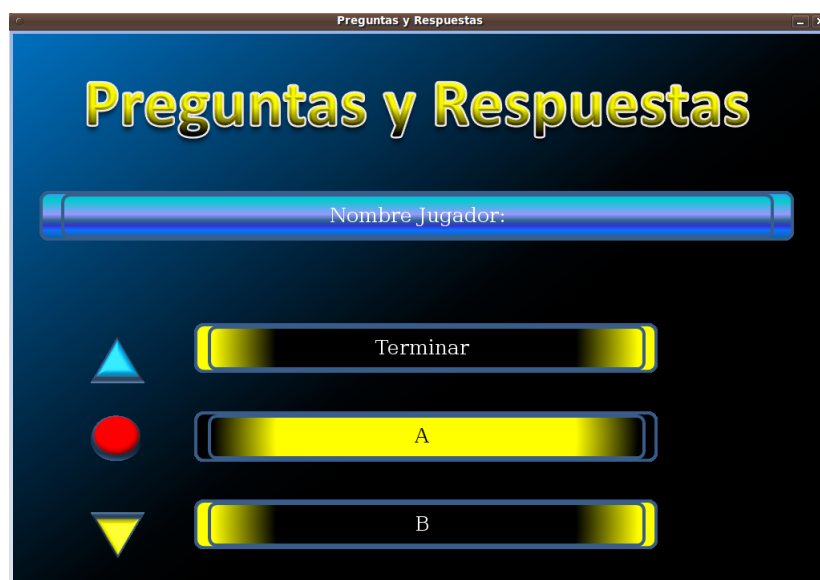 Preguntas y Respuestas
Preguntas y Respuestas
Nombre Jugador:
Terminar
A
B